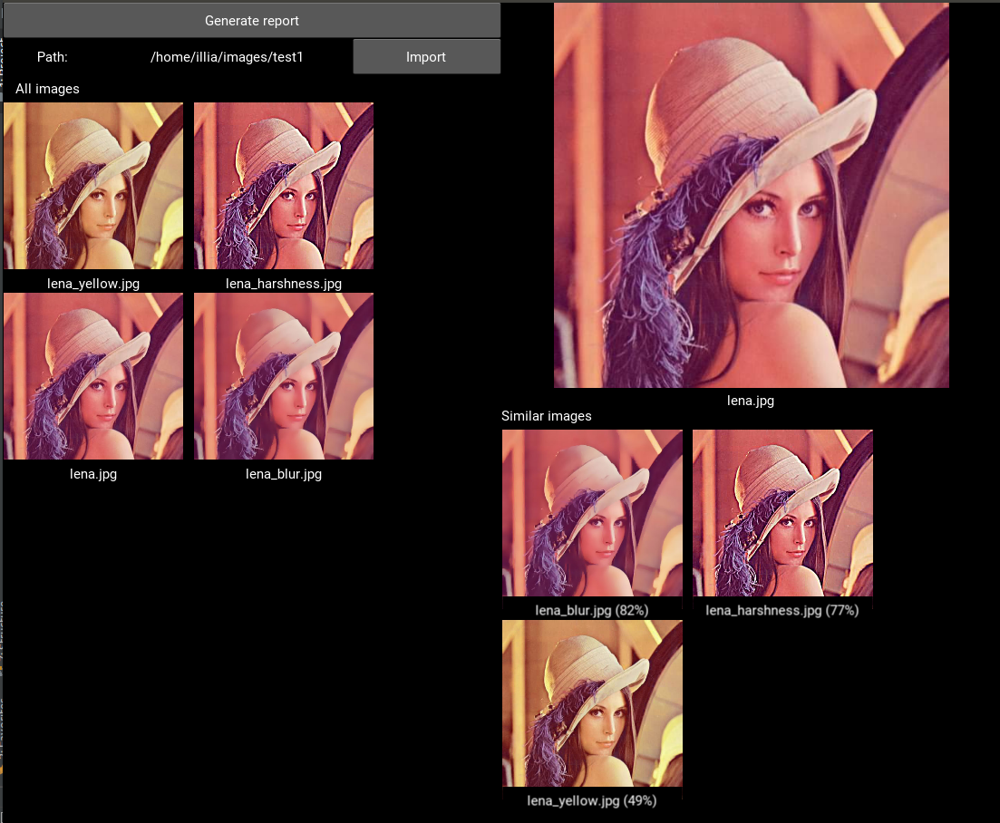 Generate report
Path: /home/illia/images/test1 Import
All images
lena_yellow.jpg lena_harshness.jpg
lena.jpg lena_blur.jpg
lena.jpg
Similar images
lena_blur.jpg (82%) lena_harshness.jpg (77%)
lena_yellow.jpg (49%)